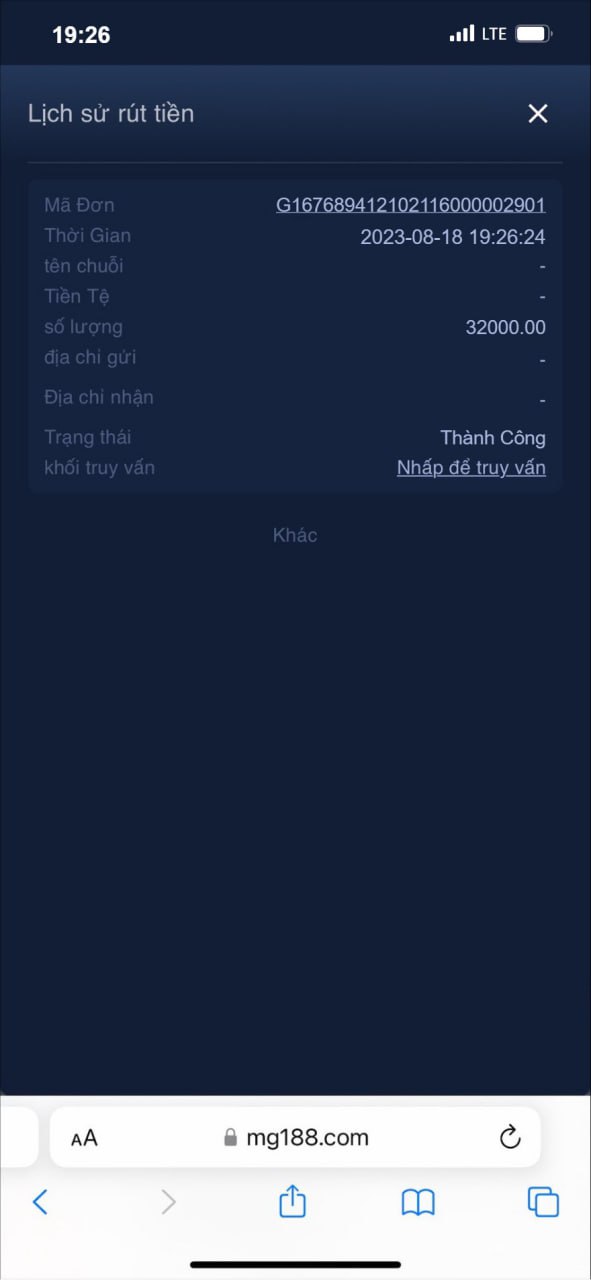 19:26 LTE
Lịch sử rút tiền
Mã Đơn G167689412102116000002901
Thời Gian 2023-08-18 19:26:24
tên chuỗi -
Tiền Tệ -
số lượng 32000.00
địa chỉ gửi -
Địa chỉ nhận -
Trạng thái Thành Công
khối truy vấn Nhấp để truy vấn
Khác
AA mg188.com